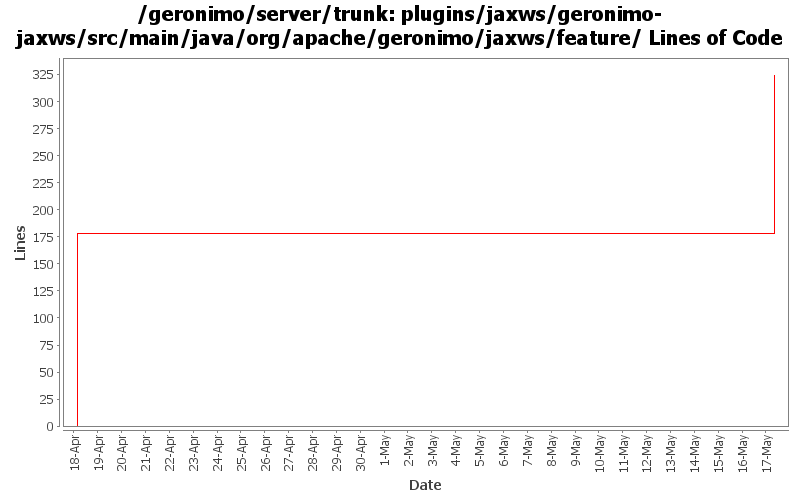 /geronimo/server/trunk: plugins/jaxws/geronimo-
jaxws/src/main/java/org/apache/geronimo/jaxws/feature/ Lines of Code
Lines
325
300
275
250
225
200
175
150
125
100
75
50
25
0
18-Apr
19-Apr
20-Apr
21-Apr
22-Apr
23-Apr
24-Apr
25-Apr
26-Apr
27-Apr
28-Apr
29-Apr
30-Apr
1-May
2-May
3-May
4-May
5-May
6-May
7-May
8-May
9-May
10-May
11-May
12-May
13-May
14-May
15-May
16-May
17-May
Date